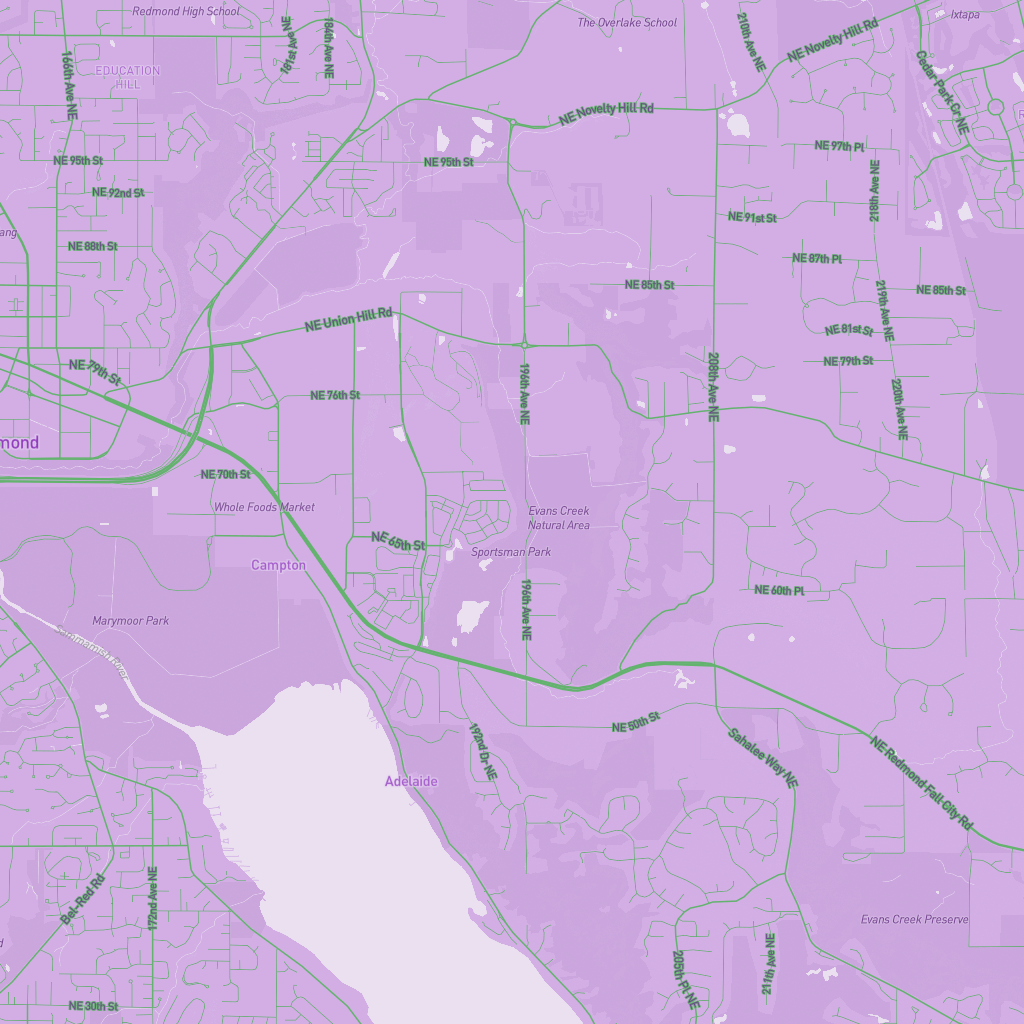 Redmond High School
181st Ave NE
184th Ave NE
The Overlake School
210th Ave NE
NE Novelty Hill Rd
Ixtapa
166th Ave NE
EDUCATION
HILL
Cedar Park Cr NE
NE Novelty Hill Rd
NE 95th St
NE 95th St
NE 97th Pl
NE 92nd St
218th Ave NE
NE 91st St
ang
NE 88th St
NE 87th Pl
NE 85th St
NE 85th St
219th Ave NE
NE Union Hill Rd
NE 81st St
NE 79th St
NE 79th St
196th Ave NE
208th Ave NE
NE 76th St
220th Ave NE
mond
NE 70th St
Whole Foods Market
Evans Creek
Natural Area
NE 65th St
Sportsman Park
Campton
196th Ave NE
NE 60th Pl
Marymoor Park
Sammamish River
NE 50th St
192nd Dr NE
Sahalee Way NE
NE Redmond Fall City Rd
Adelaide
Bel-Red Rd
172nd Ave NE
Evans Creek Preserve
205th Pl NE
211th Ave NE
NE 30th St